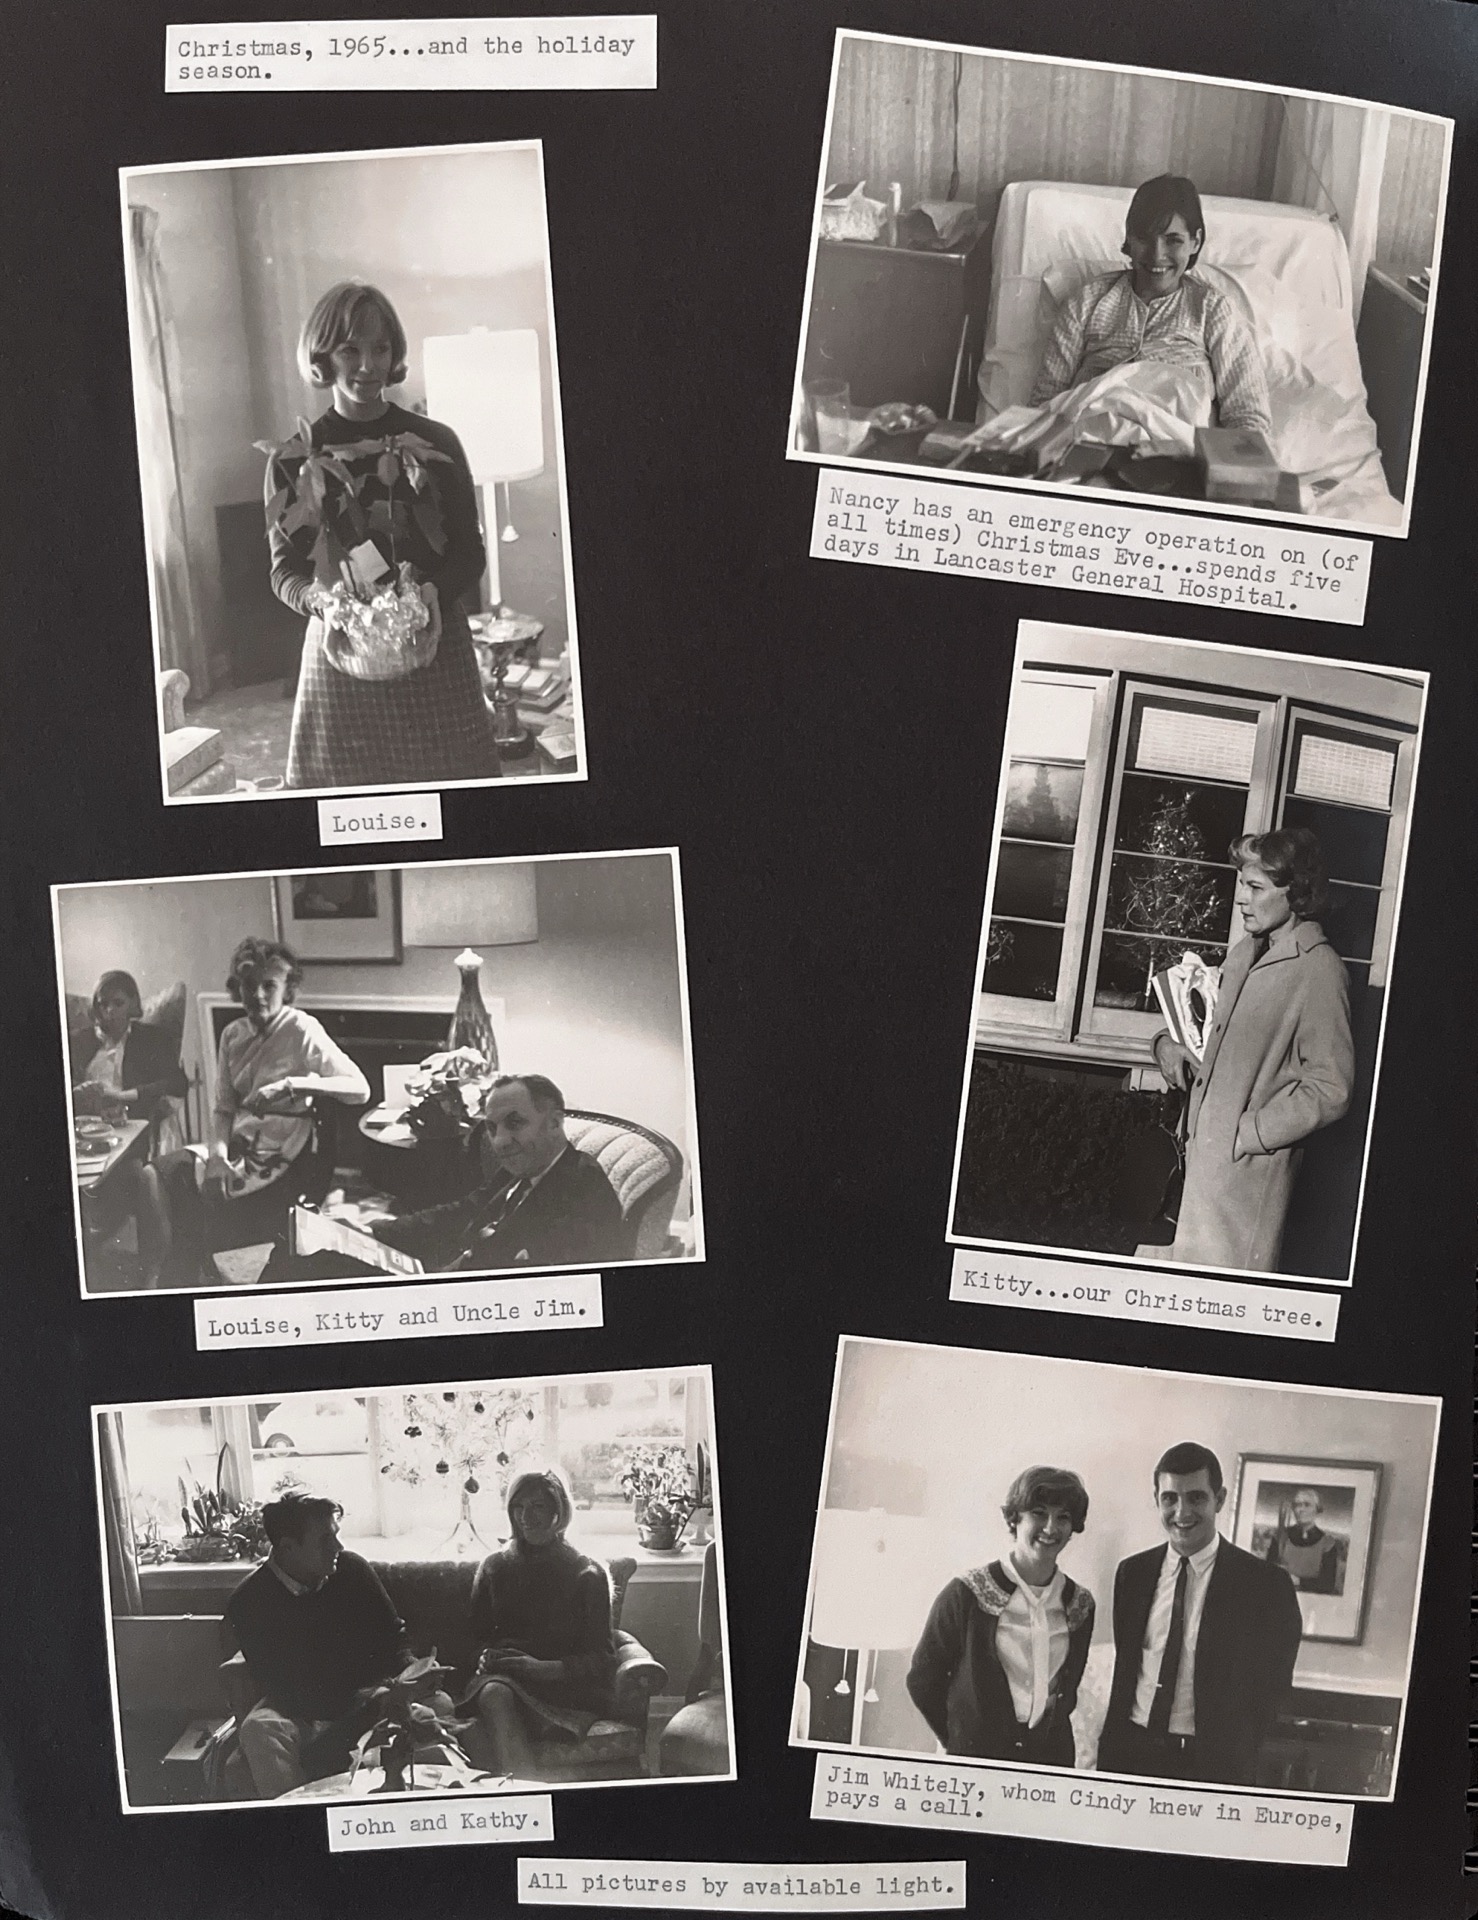 Christmas, 1965...and the holiday
season.
Nancy has an emergency operation on (of
all times) Christmas Eve...spends five
days in Lancaster General Hospital.
Louise.
Louise, Kitty and Uncle Jim.
Kitty...our Christmas tree.
John and Kathy.
Jim Whitely, whom Cindy knew in Europe,
pays a call.
All pictures by available light.